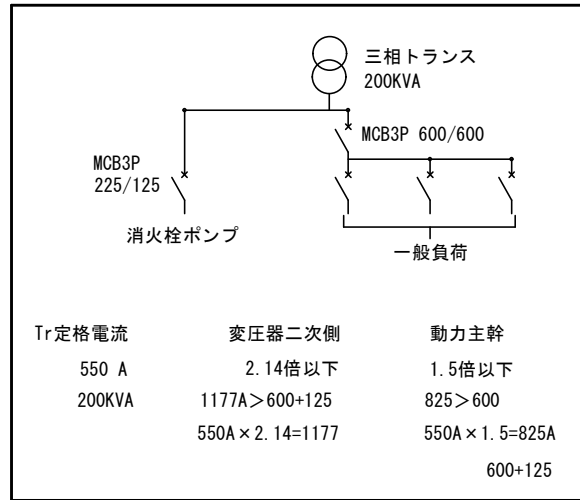 三相トランス
200KVA
MCB3P 600/600
MCB3P
225/125
消火栓ポンプ
一般負荷
Tr定格電流 変圧器二次側 動力主幹
550 A 2.14倍以下 1.5倍以下
200KVA 1177A＞600+125 825＞600
550A×2.14=1177 550A×1.5=825A
600+125